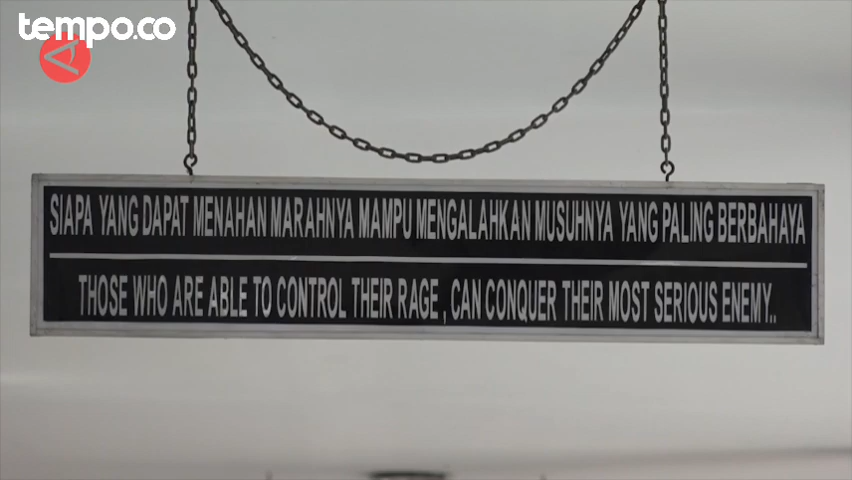 tempo.co
SIAPA YANG DAPAT MENAHAN MARAHNYA MAMPU MENGALAHKAN MUSUHNYA YANG PALING BERBAHAYA
THOSE WHO ARE ABLE TO CONTROL THEIR RAGE , CAN CONQUER THEIR MOST SERIOUS ENEMY..